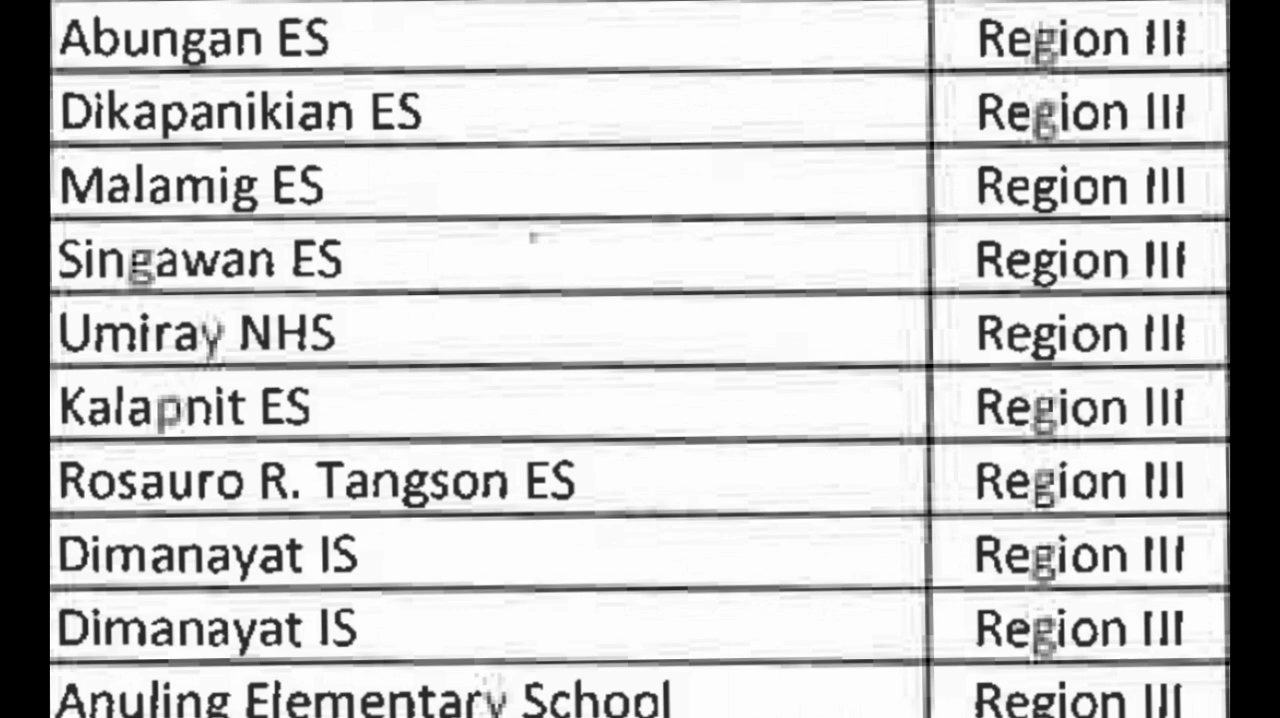 Abungan ES Region III
Dikapanikian ES Region III
Malamig ES Region III
Singawan ES Region III
Umiray NHS Region III
Kalapnit ES Region III
Rosauro R. Tangson ES Region III
Dimanayat IS Region III
Dimanayat IS Region III
Anuling Elementary School Region III